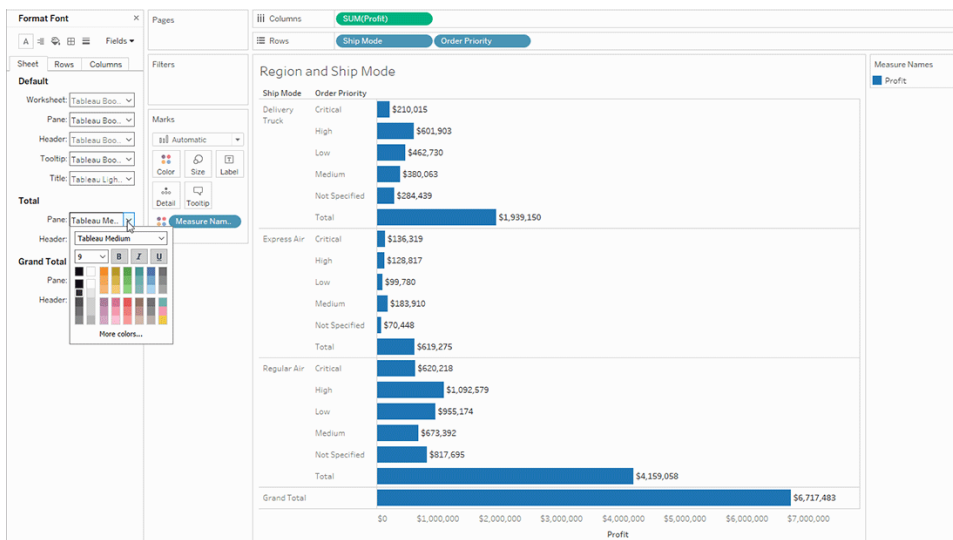 Format Font ×
A Fields
Sheet Rows Columns
Default
Worksheet: Tableau Boo..
Pane: Tableau Boo..
Header: Tableau Boo..
Tooltip: Tableau Boo..
Title: Tableau Ligh..
Total
Pane: Tableau Me..
Header:
Tableau Medium
9 B I U
More colors...
Grand Total
Pane:
Header:
Pages
Filters
Marks
Automatic
Color Size Label
T
Detail Tooltip
Measure Nam..
Columns SUM(Profit)
Rows Ship Mode Order Priority
Region and Ship Mode
Ship Mode Order Priority
Delivery Truck
Critical $210,015
High $601,903
Low $462,730
Medium $380,063
Not Specified $284,439
Total $1,939,150
Express Air Critical $136,319
High $128,817
Low $99,780
Medium $183,910
Not Specified $70,448
Total $619,275
Regular Air Critical $620,218
High $1,092,579
Low $955,174
Medium $673,392
Not Specified $817,695
Total $4,159,058
Grand Total $6,717,483
$0 $1,000,000 $2,000,000 $3,000,000 $4,000,000 $5,000,000 $6,000,000 $7,000,000
Profit
Measure Names
Profit